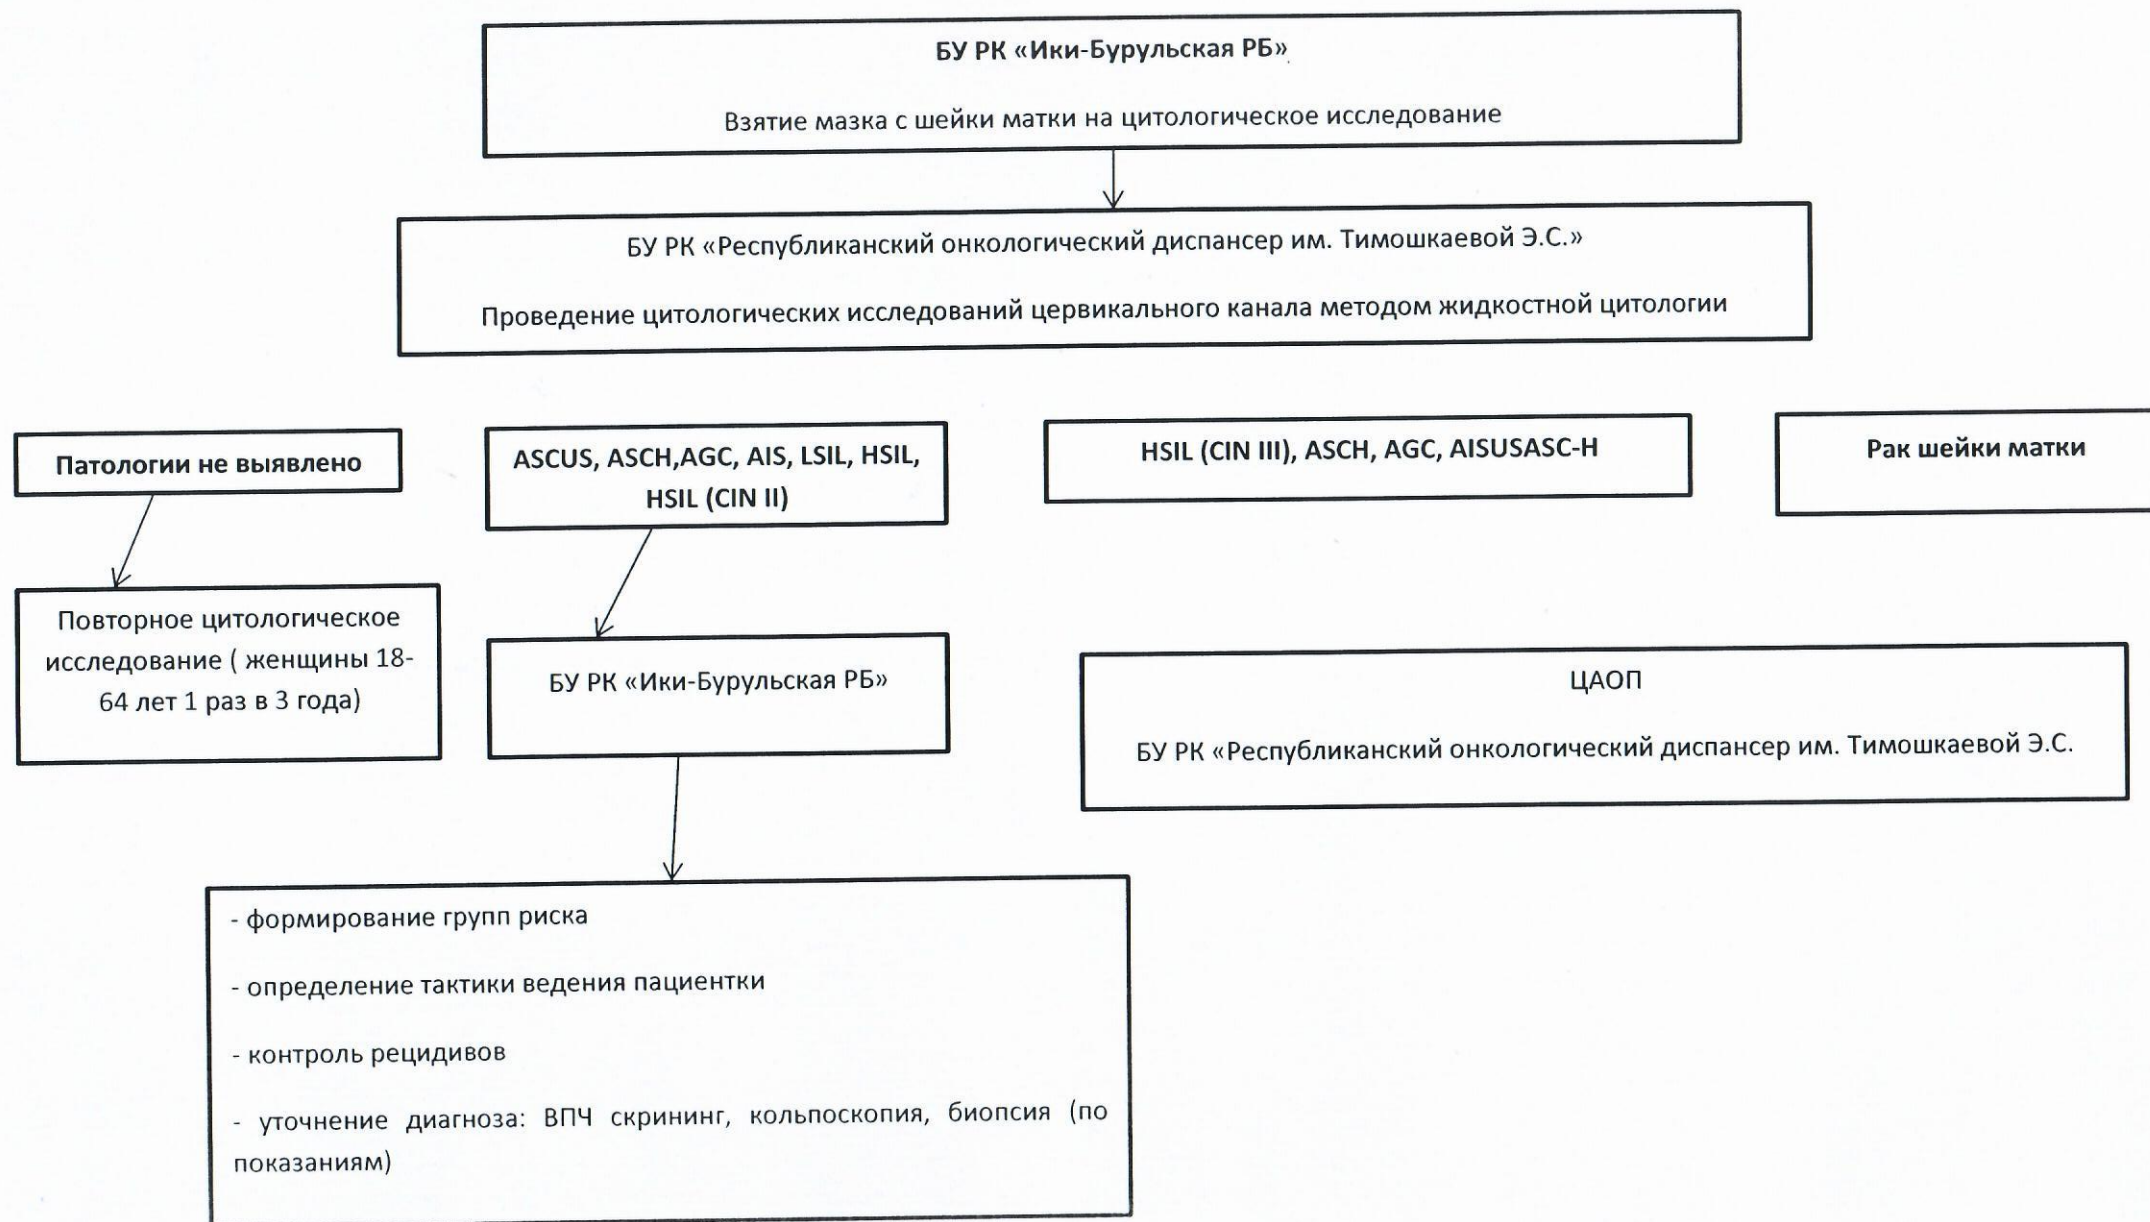 БУ РК «Ики-Бурульская РБ»
Взятие мазка с шейки матки на цитологическое исследование
БУ РК «Республиканский онкологический диспансер им. Тимошкаевой Э.С.»
Проведение цитологических исследований цервикального канала методом жидкостной цитологии
Патологии не выявлено
ASCUS, ASCH,AGC, AIS, LSIL, HSIL,
HSIL (CIN II)
HSIL (CIN III), ASCH, AGC, AISUSASC-H
Рак шейки матки
Повторное цитологическое
исследование ( женщины 18-
64 лет 1 раз в 3 года)
БУ РК «Ики-Бурульская РБ»
ЦАОП
БУ РК «Республиканский онкологический диспансер им. Тимошкаевой Э.С.
- формирование групп риска
- определение тактики ведения пациентки
- контроль рецидивов
- уточнение диагноза: ВПЧ скрининг, кольпоскопия, биопсия (по
показаниям)